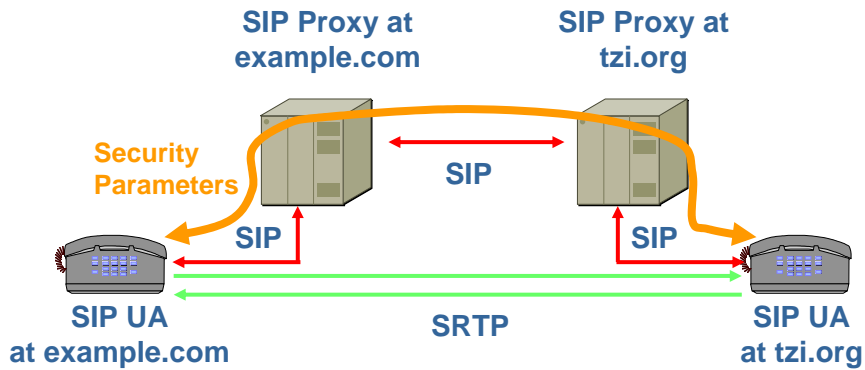 SIP Proxy at
example.com
SIP Proxy at
tzi.org
Security
Parameters
SIP
SIP
SIP
SIP UA
at example.com
SRTP
SIP UA
at tzi.org